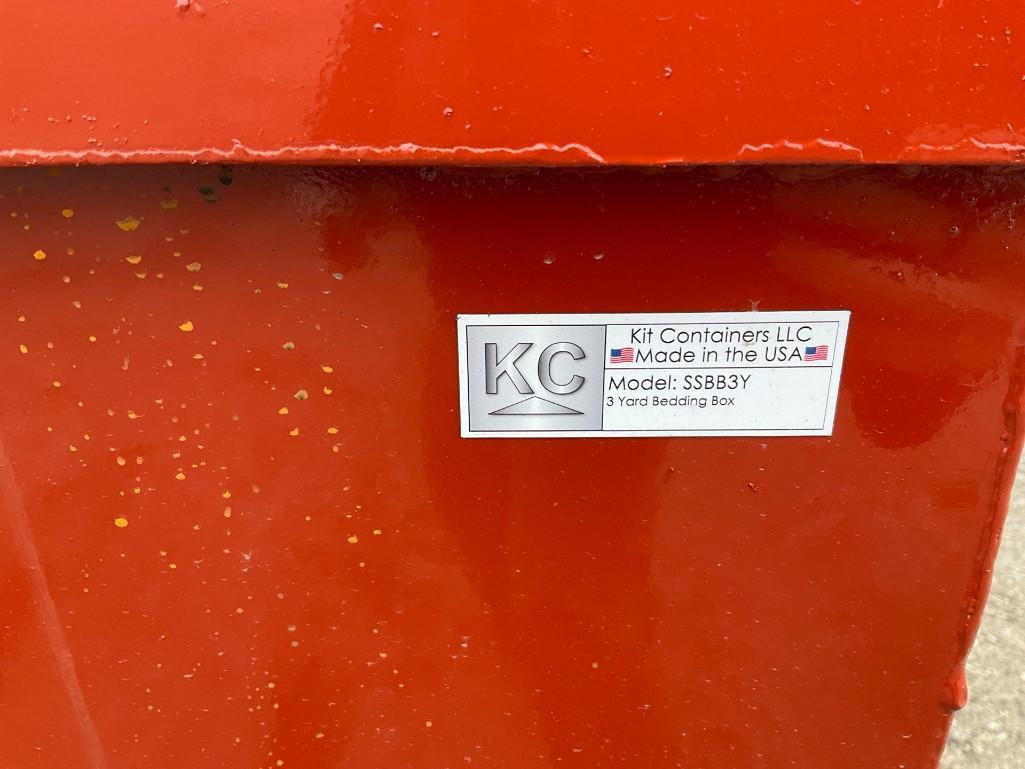 KC
Kit Containers LLC
Made in the USA
Model: SSBB3Y
3 Yard Bedding Box